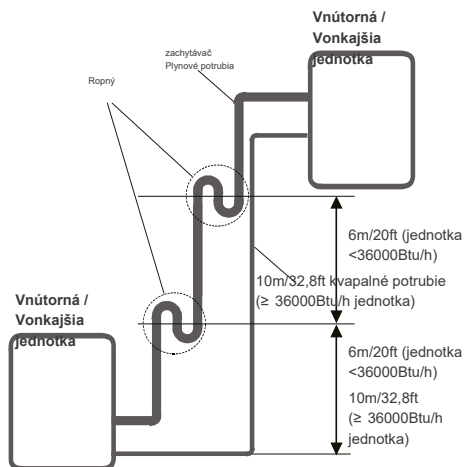 Vnútorná /
Vonkajšia
jednotka
zachytávač
Plynové potrubia
Ropný
6m/20ft (jednotka
<36000Btu/h)
10m/32,8ft kvapalné potrubie
(≥ 36000Btu/h jednotka)
Vnútorná /
Vonkajšia
jednotka
6m/20ft (jednotka
<36000Btu/h)
10m/32,8ft
(≥ 36000Btu/h
jednotka)